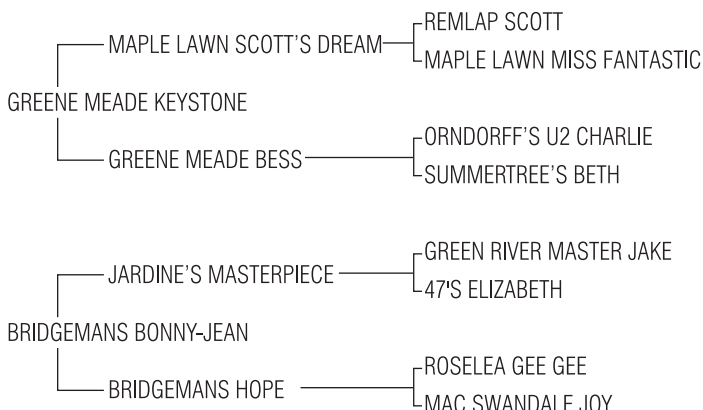 REMLAP SCOTT
MAPLE LAWN SCOTT’S DREAM
MAPLE LAWN MISS FANTASTIC
GREENE MEADE KEYSTONE
ORNDORFF’S U2 CHARLIE
GREENE MEADE BESS
SUMMERTREE’S BETH
GREEN RIVER MASTER JAKE
JARDINE’S MASTERPIECE
47'S ELIZABETH
BRIDGEMANS BONNY-JEAN
ROSELEA GEE GEE
BRIDGEMANS HOPE
MAC SWANDALE JOY